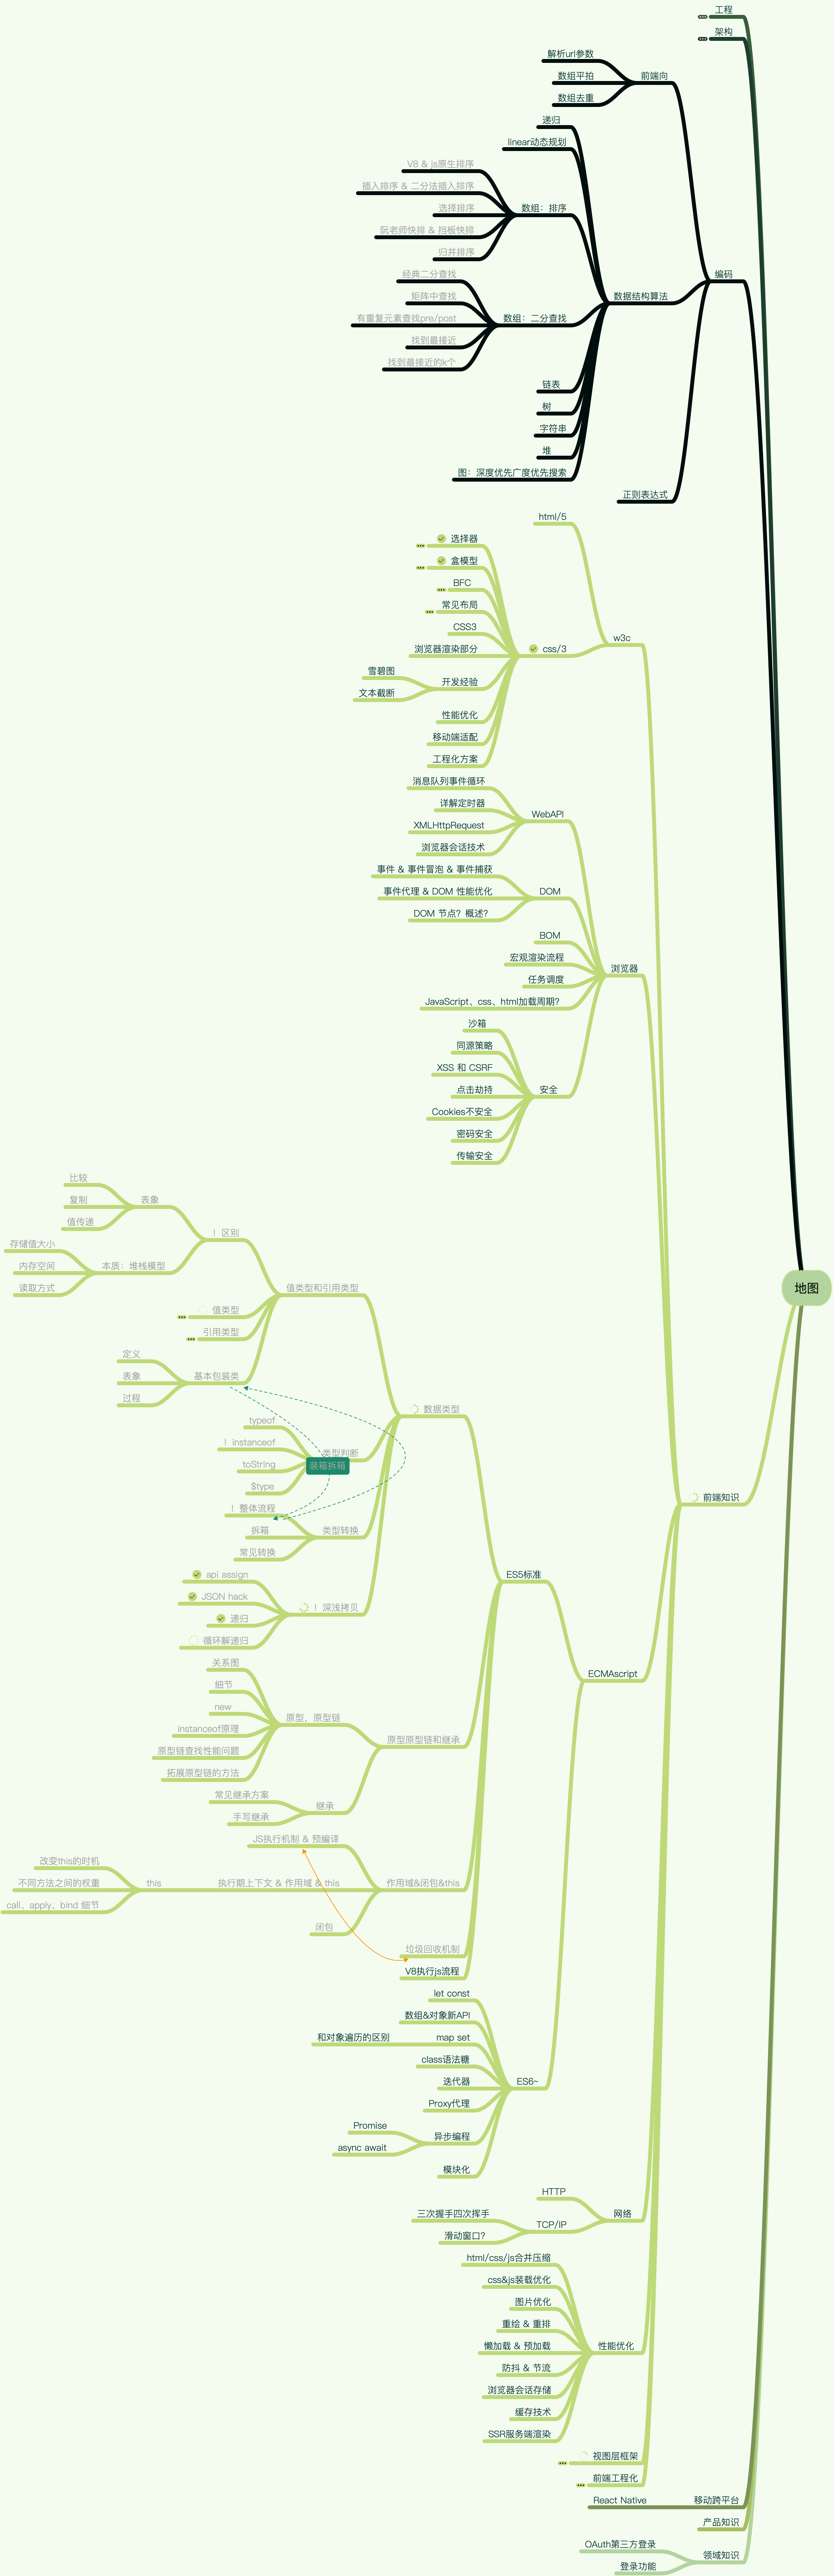 工程
架构
解析url参数
数组平拍
前端向
数组去重
递归
linear动态规划
V8 & js原生排序
插入排序 & 二分法插入排序
选择排序
数组：排序
阮老师快排 & 挡板快排
归并排序
经典二分查找
编码
矩阵中查找
数据结构算法
有重复元素查找pre/post
数组：二分查找
找到最接近
找到最接近的k个
链表
树
字符串
堆
图：深度优先广度优先搜索
正则表达式
html/5
选择器
盒模型
BFC
常见布局
CSS3
w3c
浏览器渲染部分
css/3
雪碧图
开发经验
文本截断
性能优化
移动端适配
工程化方案
消息队列事件循环
详解定时器
WebAPI
XMLHttpRequest
浏览器会话技术
事件 & 事件冒泡 & 事件捕获
事件代理 & DOM 性能优化
DOM
DOM 节点？概述？
BOM
宏观渲染流程
浏览器
任务调度
JavaScript、css、html加载周期？
沙箱
同源策略
XSS 和 CSRF
点击劫持
安全
Cookies不安全
密码安全
传输安全
比较
复制
表象
值传递
！区别
存储值大小
内存空间
本质：堆栈模型
读取方式
值类型和引用类型
地图
值类型
引用类型
定义
表象
基本包装类
过程
数据类型
typeof
！instanceof
类型判断
toString
装箱拆箱
$type
前端知识
！整体流程
拆箱
类型转换
常见转换
api assign
ES5标准
JSON hack
！深浅拷贝
递归
循环解递归
关系图
ECMAscript
细节
new
原型，原型链
instanceof原理
原型原型链和继承
原型链查找性能问题
拓展原型链的方法
常见继承方案
继承
手写继承
JS执行机制 & 预编译
改变this的时机
不同方法之间的权重
this
执行期上下文 & 作用域 & this
作用域&闭包&this
call、apply、bind 细节
闭包
垃圾回收机制
V8执行js流程
let const
数组&对象新API
和对象遍历的区别
map set
class语法糖
迭代器
ES6~
Proxy代理
Promise
异步编程
async await
模块化
HTTP
三次握手四次挥手
网络
TCP/IP
滑动窗口？
html/css/js合并压缩
css&js装载优化
图片优化
重绘 & 重排
懒加载 & 预加载
性能优化
防抖 & 节流
浏览器会话存储
缓存技术
SSR服务端渲染
视图层框架
前端工程化
React Native
移动跨平台
产品知识
OAuth第三方登录
领域知识
登录功能